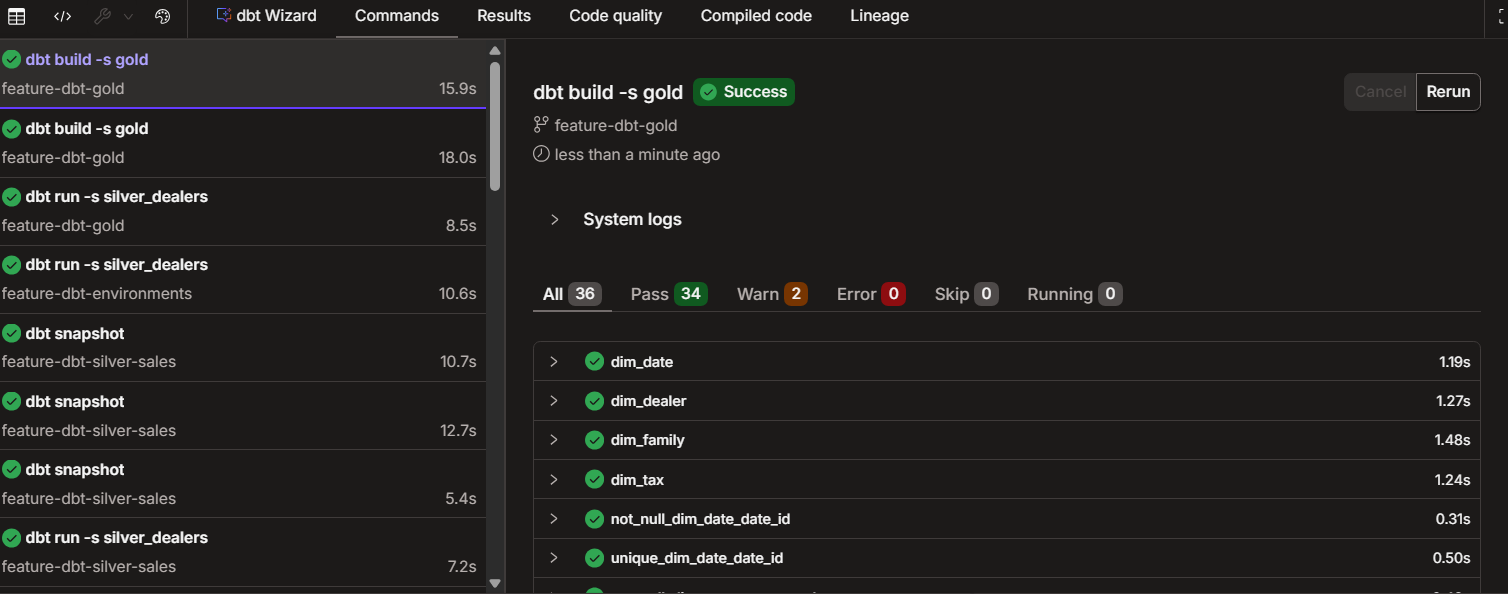 dbt Wizard
Commands
Results
Code quality
Compiled code
Lineage
dbt build -s gold
feature-dbt-gold 15.9s
dbt build -s gold
feature-dbt-gold 18.0s
dbt run -s silver_dealers
feature-dbt-gold 8.5s
dbt run -s silver_dealers
feature-dbt-environments 10.6s
dbt snapshot
feature-dbt-silver-sales 10.7s
dbt snapshot
feature-dbt-silver-sales 12.7s
dbt snapshot
feature-dbt-silver-sales 5.4s
dbt run -s silver_dealers
feature-dbt-silver-sales 7.2s
dbt build -s gold Success
Cancel Rerun
feature-dbt-gold
less than a minute ago
System logs
All 36 Pass 34 Warn 2 Error 0 Skip 0 Running 0
dim_date 1.19s
dim_dealer 1.27s
dim_family 1.48s
dim_tax 1.24s
not_null_dim_date_date_id 0.31s
unique_dim_date_date_id 0.50s